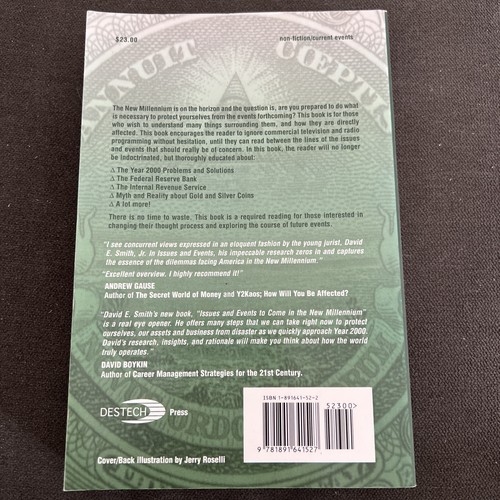 $23.00
non-fiction/current events
ANNUIT CŒPTIS
The New Millennium is on the horizon and the question is, are you prepared to do what
is necessary to protect yourselves from the events forthcoming? This book is for those
who wish to understand many things surrounding them, and how they are directly
affected. This book encourages the reader to ignore commercial television and radio
programming without hesitation, until they can read between the lines of the issues
and events that should really be of concern. In this book, the reader will no longer
be indoctrinated, but thoroughly educated about:
Δ The Year 2000 Problems and Solutions
Δ The Federal Reserve Bank
Δ The Internal Revenue Service
Δ Myth and Reality about Gold and Silver Coins
Δ A lot more!
There is no time to waste. This book is a required reading for those interested in
changing their thought process and exploring the course of future events.
"I see concurrent views expressed in an eloquent fashion by the young jurist, David
E. Smith, Jr. In Issues and Events, his impeccable research zeros in and captures
the essence of the dilemmas facing America in the New Millennium."
"Excellent overview. I highly recommend it!"
ANDREW GAUSE
Author of The Secret World of Money and Y2Kaos; How Will You Be Affected?
"David E. Smith's new book, "Issues and Events to Come in the New Millennium"
is a real eye opener. He offers many steps that we can take right now to protect
ourselves, our assets and business from disaster as we quickly approach Year 2000.
David's research, insights, and rationale will make you think about how the world
truly operates."
DAVID BOYKIN
Author of Career Management Strategies for the 21st Century.
ISBN 1-891641-52-2
52300>
DESTECH Press
9 781891 641527
Cover/Back Illustration by Jerry Roselli